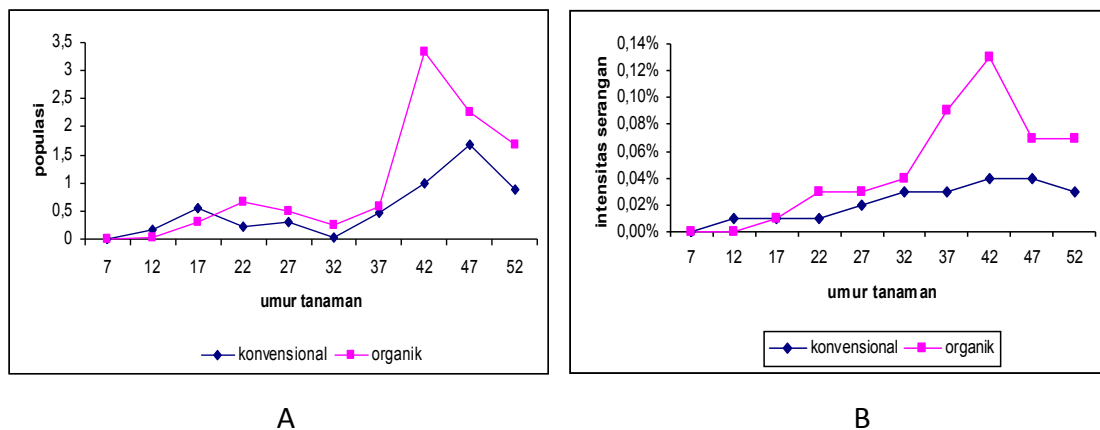 populasi
3,5
3
2,5
2
1,5
1
0,5
0
7 12 17 22 27 32 37 42 47 52
umur tanaman
konvensional organik
A
intensitas serangan
0,14%
0,12%
0,10%
0,08%
0,06%
0,04%
0,02%
0,00%
7 12 17 22 27 32 37 42 47 52
umur tanaman
konvensional organik
B